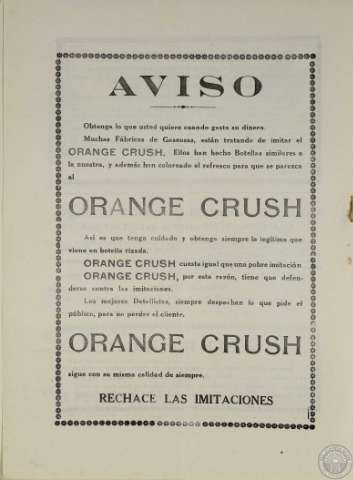 AVISO
Obtenga lo que usted quiere cuando gasta su dinero.
Muchas Fábricas de Gaseosas, están tratando de imitar el
ORANGE CRUSH. Ellos han hecho Botellas similares a
la nuestra, y además han coloreado el refresco para que se parezca
al
ORANGE CRUSH
Así es que tenga cuidado y obtenga siempre la legítima que
viene en botella rizada.
ORANGE CRUSH cuesta igual que una pobre imitación
ORANGE CRUSH, por esta razón, tiene que defen-
derse contra las imitaciones.
Los mejores Detallistas, siempre despachan lo que pide el
público, para no perder el cliente.
ORANGE CRUSH
sigue con su misma calidad de siempre.
RECHACE LAS IMITACIONES